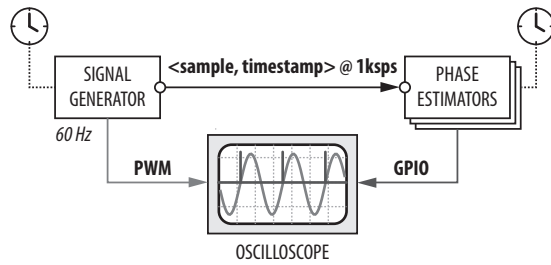 <sample, timestamp> @ 1ksps
SIGNAL
GENERATOR
PHASE
ESTIMATORS
60 Hz
PWM
GPIO
OSCILLOSCOPE